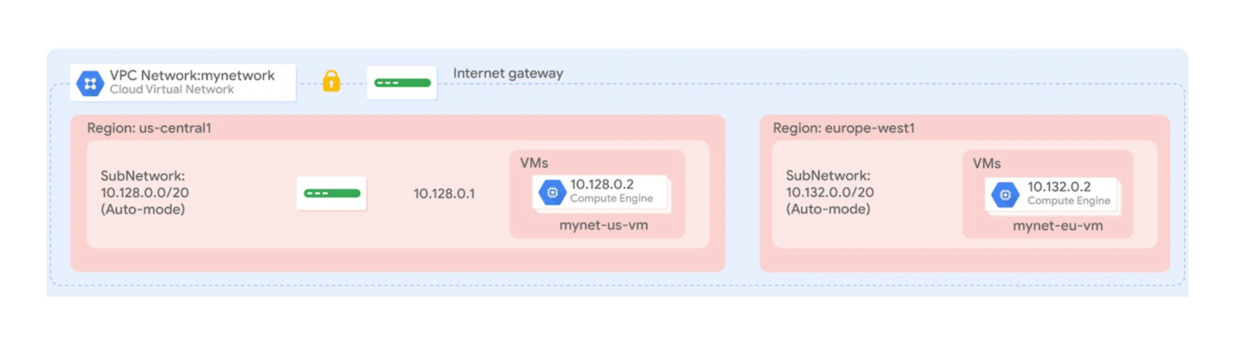 VPC Network:mynetwork
Cloud Virtual Network
Internet gateway
Region: us-central1
SubNetwork:
10.128.0.0/20
(Auto-mode)
10.128.0.1
VMs
10.128.0.2
Compute Engine
mynet-us-vm
Region: europe-west1
SubNetwork:
10.132.0.0/20
(Auto-mode)
VMs
10.132.0.2
Compute Engine
mynet-eu-vm